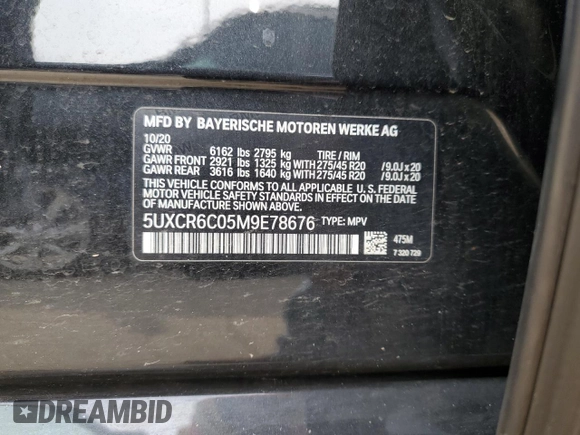 MFD BY BAYERISCHE MOTOREN WERKE AG
10/20
GVWR 6162 lbs 2795 kg TIRE / RIM
GAWR FRONT 2921 lbs 1325 kg WITH 275/45 R20 /9.0J x 20
GAWR REAR 3616 lbs 1640 kg WITH 275/45 R20 /9.0J x 20
THIS VEHICLE CONFORMS TO ALL APPLICABLE U. S. FEDERAL
MOTOR VEHICLE SAFETY STANDARDS IN EFFECT ON THE DATE
OF MANUFACTURE SHOWN ABOVE.
5UXCR6C05M9E78676 TYPE: MPV
475M
7 320 729
DREAMBID